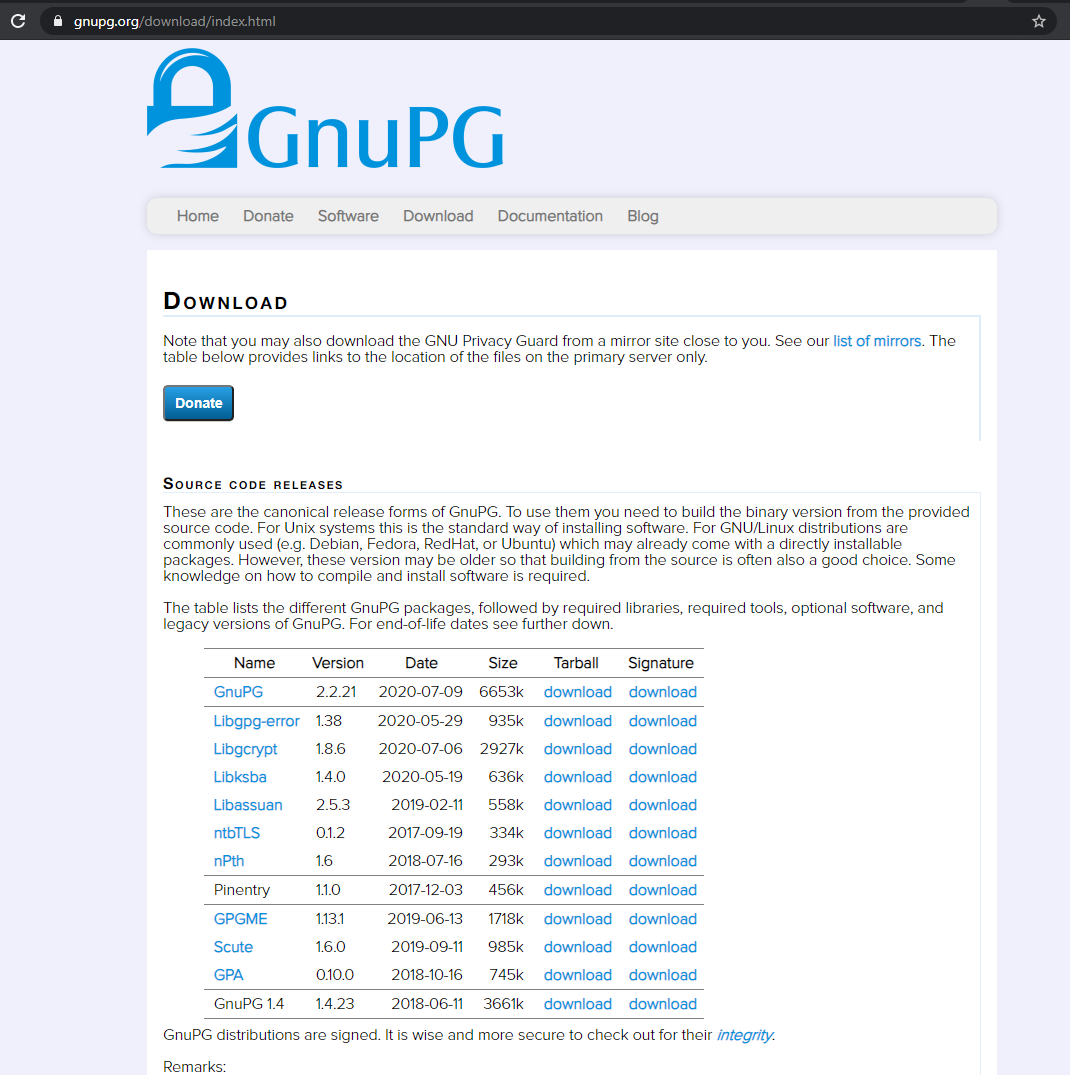 gnupg.org/download/index.html
GnuPG
Home Donate Software Download Documentation Blog
Download
Note that you may also download the GNU Privacy Guard from a mirror site close to you. See our list of mirrors. The
table below provides links to the location of the files on the primary server only.
Donate
Source code releases
These are the canonical release forms of GnuPG. To use them you need to build the binary version from the provided
source code. For Unix systems this is the standard way of installing software. For GNU/Linux distributions are
commonly used (e.g. Debian, Fedora, RedHat, or Ubuntu) which may already come with a directly installable
packages. However, these version may be older so that building from the source is often also a good choice. Some
knowledge on how to compile and install software is required.
The table lists the different GnuPG packages, followed by required libraries, required tools, optional software, and
legacy versions of GnuPG. For end-of-life dates see further down.
Name Version Date Size Tarball Signature
GnuPG 2.2.21 2020-07-09 6653k download download
Libgpg-error 1.38 2020-05-29 935k download download
Libgcrypt 1.8.6 2020-07-06 2927k download download
Libksba 1.4.0 2020-05-19 636k download download
Libassuan 2.5.3 2019-02-11 558k download download
ntbTLS 0.1.2 2017-09-19 334k download download
nPth 1.6 2018-07-16 293k download download
Pinentry 1.1.0 2017-12-03 456k download download
GPGME 1.13.1 2019-06-13 1718k download download
Scute 1.6.0 2019-09-11 985k download download
GPA 0.10.0 2018-10-16 745k download download
GnuPG 1.4 1.4.23 2018-06-11 3661k download download
GnuPG distributions are signed. It is wise and more secure to check out for their integrity.
Remarks: